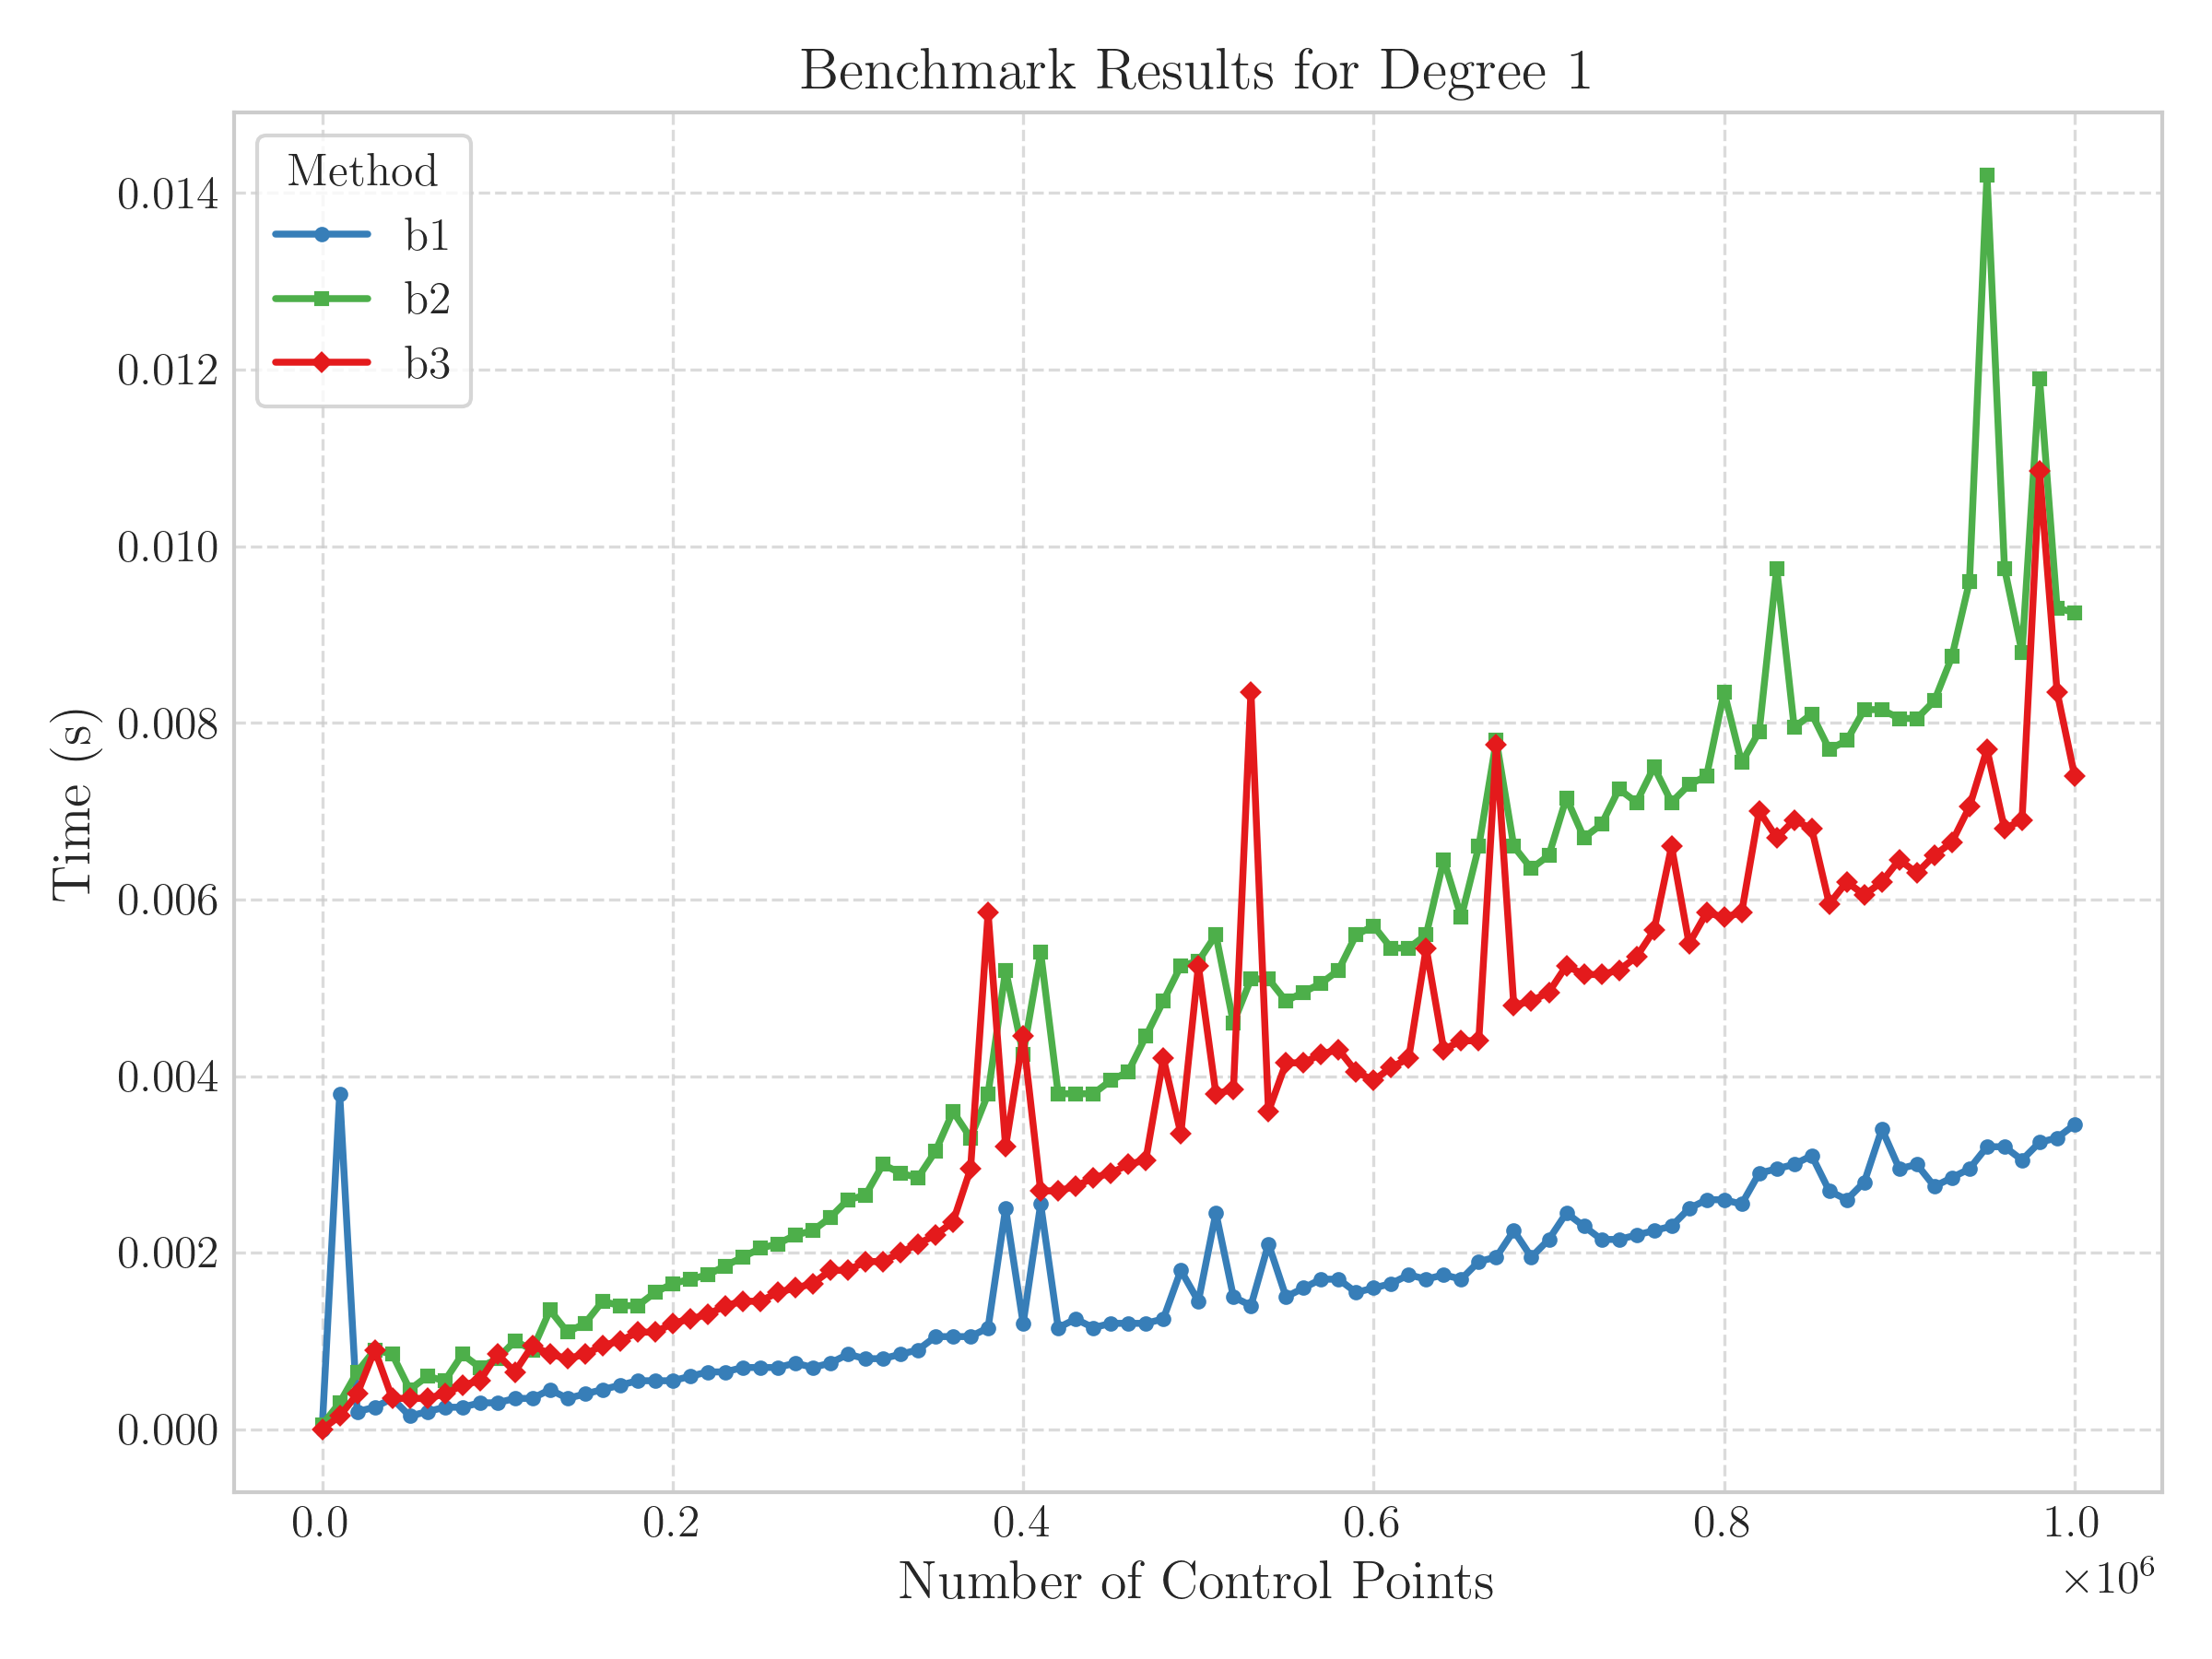 Benchmark Results for Degree 1
Method
b1
b2
b3
0.014
0.012
0.010
0.008
0.006
0.004
0.002
0.000
Time (s)
0.0 0.2 0.4 0.6 0.8 1.0
Number of Control Points
×10⁶